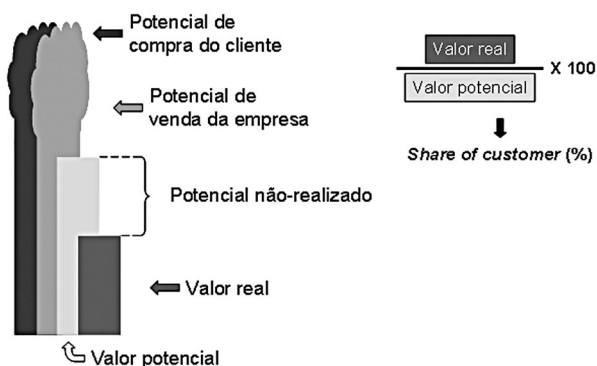 Potencial de
compra do cliente
Potencial de
venda da empresa
Potencial não-realizado
Valor real
Valor potencial
Valor real
Valor potencial
X 100
Share of customer (%)